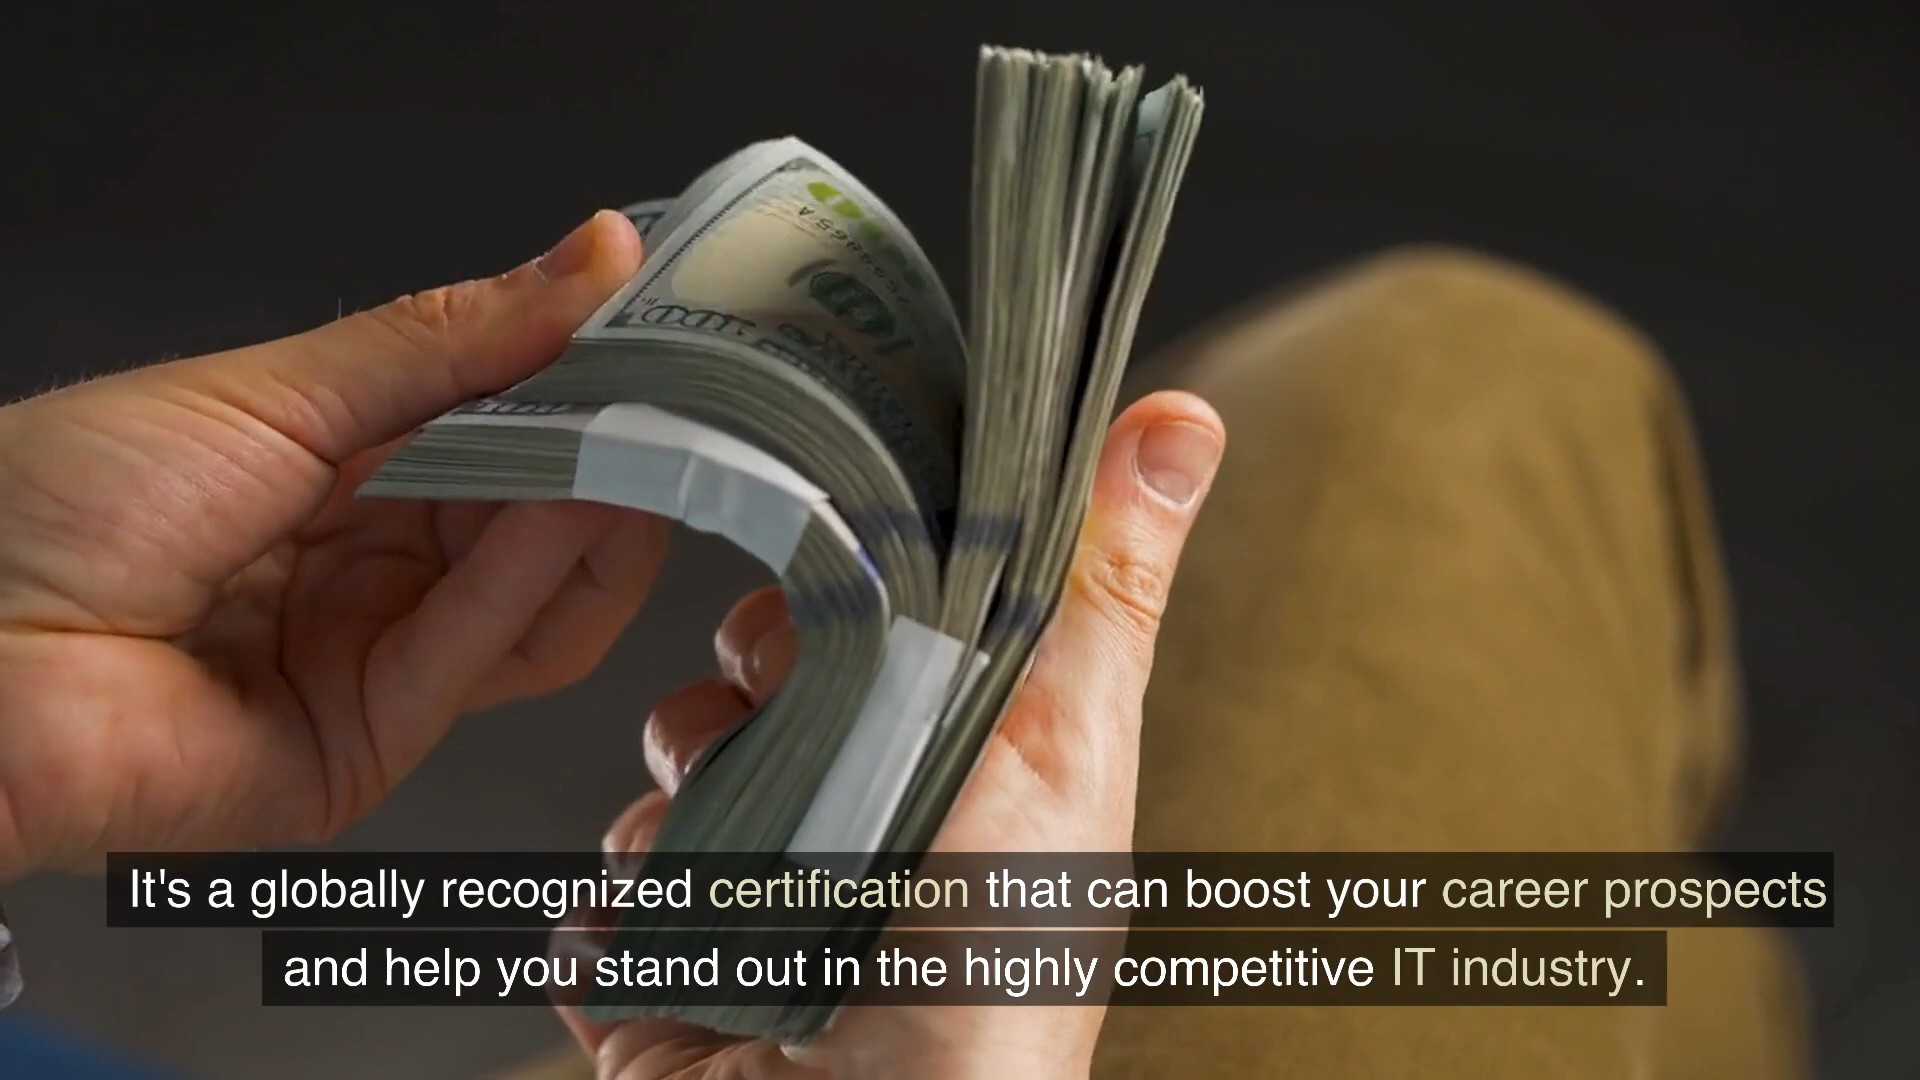 It's a globally recognized certification that can boost your career prospects
and help you stand out in the highly competitive IT industry.